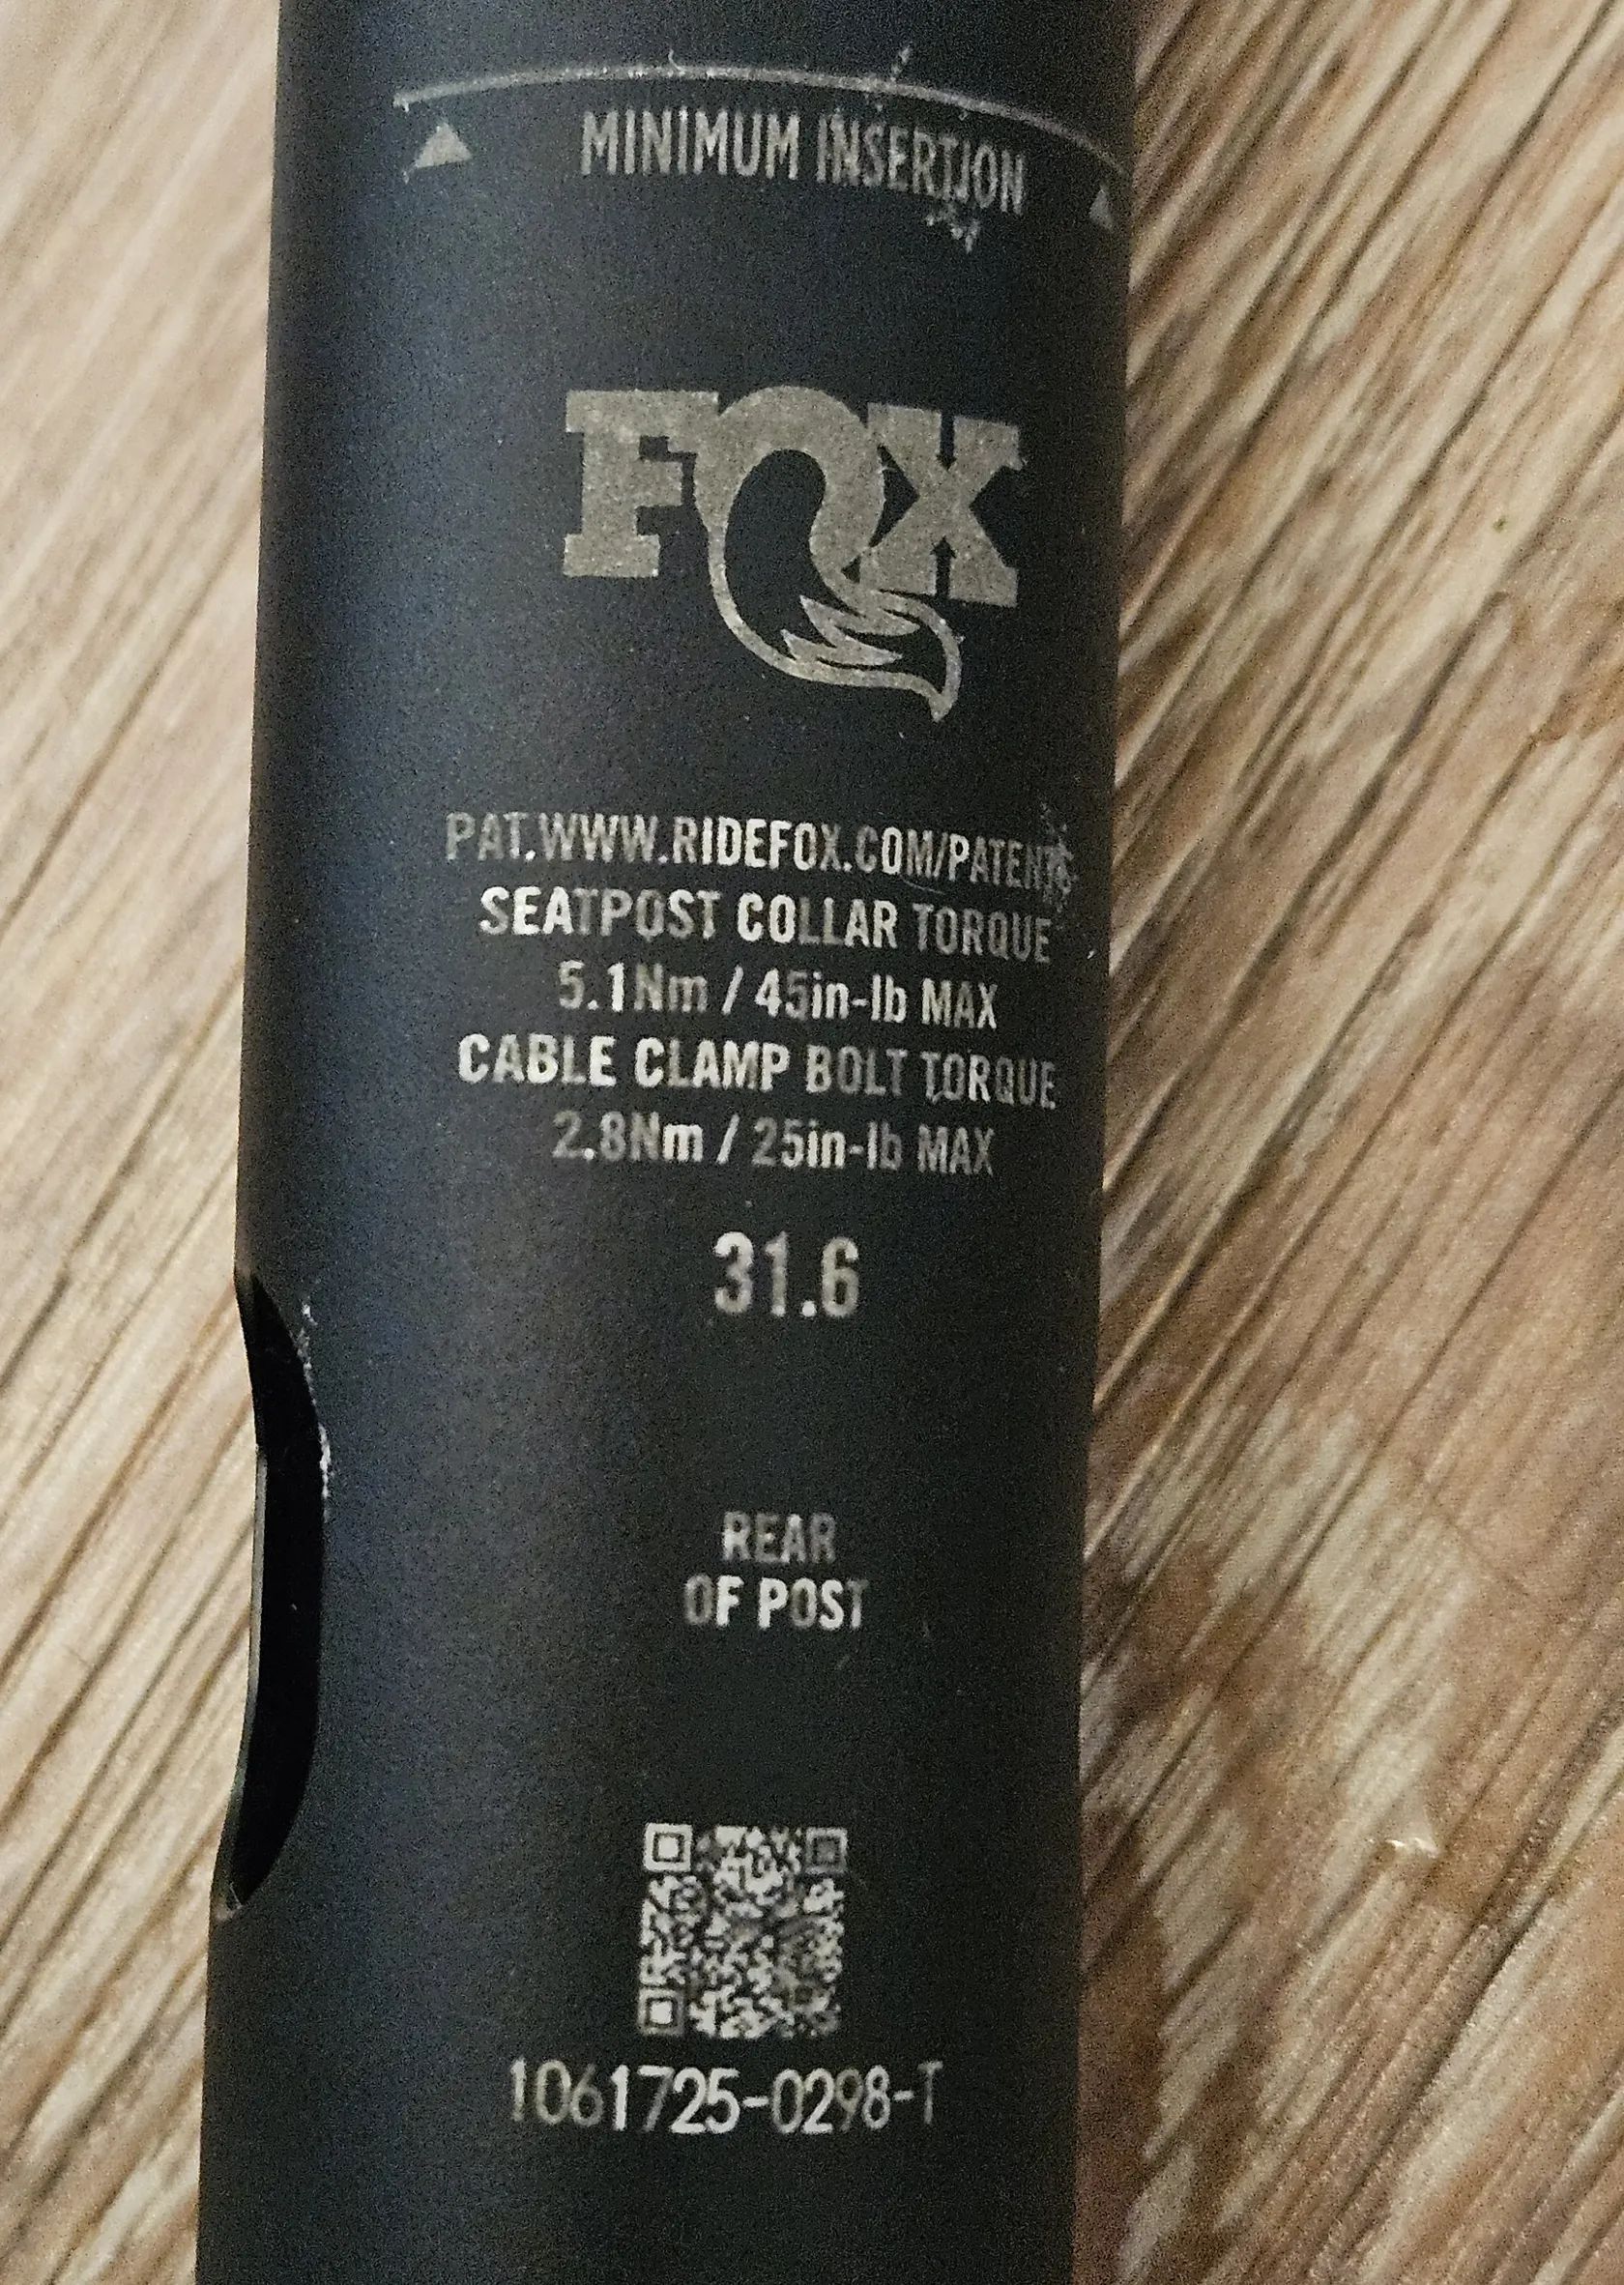 MINIMUM INSERTION
FOX
PAT.WWW.RIDEFOX.COM/PATENTS
SEATPOST COLLAR TORQUE
5.1Nm / 45in-lb MAX
CABLE CLAMP BOLT TORQUE
2.8Nm / 25in-lb MAX
31.6
REAR
OF POST
1061725-0298-T